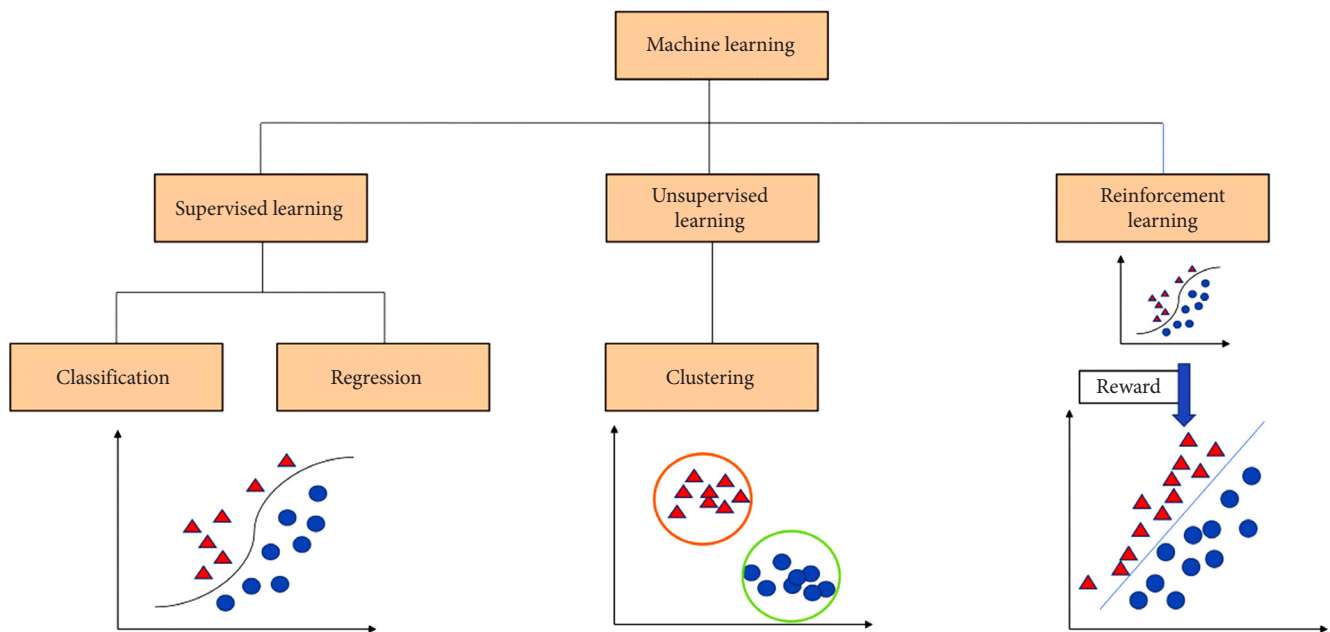 Machine learning
Supervised learning
Unsupervised
learning
Reinforcement
learning
Classification
Regression
Clustering
Reward